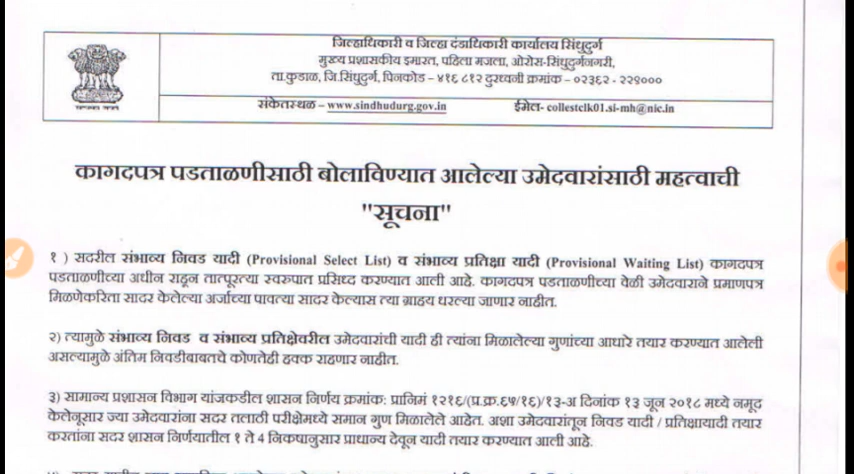 जिल्हाधिकारी व जिल्हा दंडाधिकारी कार्यालय सिंधुदुर्ग
मुख्य प्रशासकीय इमारत, पहिला मजला, ओरोस-सिंधुदुर्गनगरी,
ता.कुडाळ, जि.सिंधुदुर्ग, पिनकोड – ४१६ ८१२ दुरध्वनी क्रमांक – ०२३६२ - २२९०००
संकेतस्थळ – www.sindhudurg.gov.in ईमेल- collestclk01.si-mh@nic.in
कागदपत्र पडताळणीसाठी बोलाविण्यात आलेल्या उमेदवारांसाठी महत्वाची
"सूचना"
१ ) सदरील संभाव्य निवड यादी (Provisional Select List) व संभाव्य प्रतिक्षा यादी (Provisional Waiting List) कागदपत्र
पडताळणीच्या अधीन राहून तात्पूरत्या स्वरुपात प्रसिध्द करण्यात आली आहे. कागदपत्र पडताळणीच्या वेळी उमेदवाराने प्रमाणपत्र
मिळणेकरिता सादर केलेल्या अर्जाच्या पावत्या सादर केल्यास त्या ग्राहय धरल्या जाणार नाहीत.
२) त्यामुळे संभाव्य निवड व संभाव्य प्रतिक्षेवरील उमेदवारांची यादी ही त्यांना मिळालेल्या गुणांच्या आधारे तयार करण्यात आलेली
असल्यामुळे अंतिम निवडीबाबतचे कोणतेही हक्क राहणार नाहीत.
३) सामान्य प्रशासन विभाग यांजकडील शासन निर्णय क्रमांक: प्रानिमं १२१६/(प्र.क्र.६५/१६)/१३-अ दिनांक १३ जून २०१८ मध्ये नमूद
केलेनूसार ज्या उमेदवारांना सदर तलाठी परीक्षेमध्ये समान गुण मिळालेले आहेत. अशा उमेदवारांतून निवड यादी / प्रतिक्षायादी तयार
करतांना सदर शासन निर्णयातील १ ते 4 निकषानुसार प्राधान्य देवून यादी तयार करण्यात आली आहे.